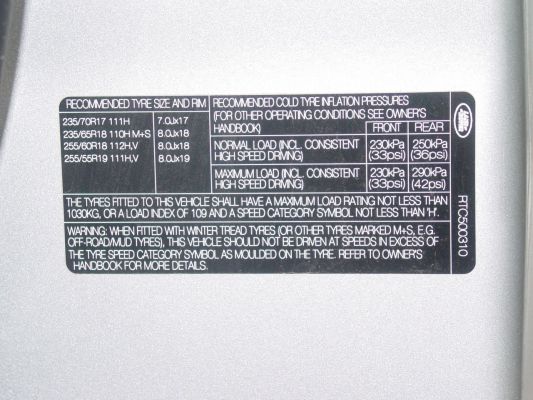 RECOMMENDED TYRE SIZE AND RIM
235/70R17 111H 7.0Jx17
235/65R18 110H M+S 8.0Jx18
255/60R18 112H,V 8.0Jx18
255/55R19 111H,V 8.0Jx19
RECOMMENDED COLD TYRE INFLATION PRESSURES
(FOR OTHER OPERATING CONDITIONS SEE OWNER'S
HANDBOOK) FRONT REAR
NORMAL LOAD (INCL. CONSISTENT 230kPa 250kPa
HIGH SPEED DRIVING) (33psi) (36psi)
MAXIMUM LOAD (INCL. CONSISTENT 230kPa 290kPa
HIGH SPEED DRIVING) (33psi) (42psi)
THE TYRES FITTED TO THIS VEHICLE SHALL HAVE A MAXIMUM LOAD RATING NOT LESS THAN
1030KG, OR A LOAD INDEX OF 109 AND A SPEED CATEGORY SYMBOL NOT LESS THAN 'H'.
WARNING: WHEN FITTED WITH WINTER TREAD TYRES (OR OTHER TYRES MARKED M+S, E.G.
OFF-ROAD/MUD TYRES), THIS VEHICLE SHOULD NOT BE DRIVEN AT SPEEDS IN EXCESS OF
THE TYRE SPEED CATEGORY SYMBOL AS MOULDED ON THE TYRE. REFER TO OWNER'S
HANDBOOK FOR MORE DETAILS.
LAND
ROVER
RTC500310